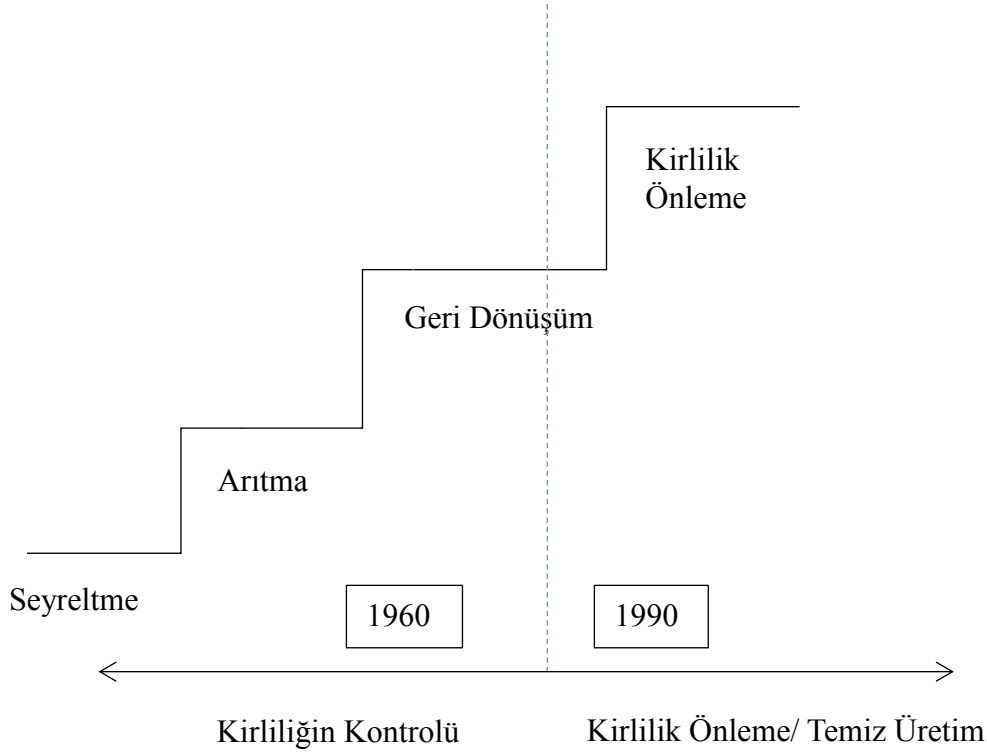 Kirlilik
Önleme
Geri Dönüşüm
Arıtma
Seyreltme
1960
1990
Kirliliğin Kontrolü
Kirlilik Önleme/ Temiz Üretim